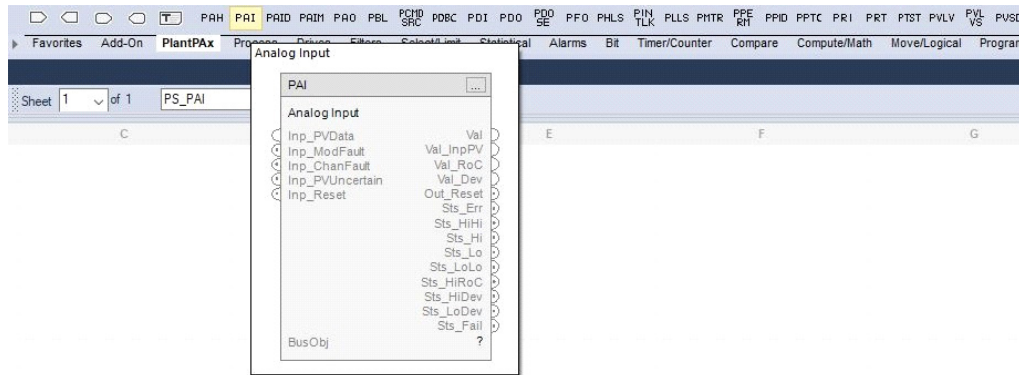 T PAH PAI PAID PAIM PAO PBL PCMD SRC PDBC PDI PDO PDO SE PFO PHLS PIN TLK PLLS PMTR PPE RM PPID PPTC PRI PRT PTST PVLV PVL VS PVSD
Favorites Add-On PlantPAx Process Drives Filters Select/Limit Statistical Alarms Bit Timer/Counter Compare Compute/Math Move/Logical Program
Analog Input
Sheet 1 of 1 PS_PAI
C E F G
PAI ...
Analog Input
Inp_PVData Val
Inp_ModFault Val_InpPV
Inp_ChanFault Val_RoC
Inp_PVUncertain Val_Dev
Inp_Reset Out_Reset
Sts_Err
Sts_HiHi
Sts_Hi
Sts_Lo
Sts_LoLo
Sts_HiRoC
Sts_HiDev
Sts_LoDev
Sts_Fail
BusObj ?